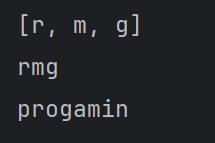 [r, m, g]
rmg
progamin